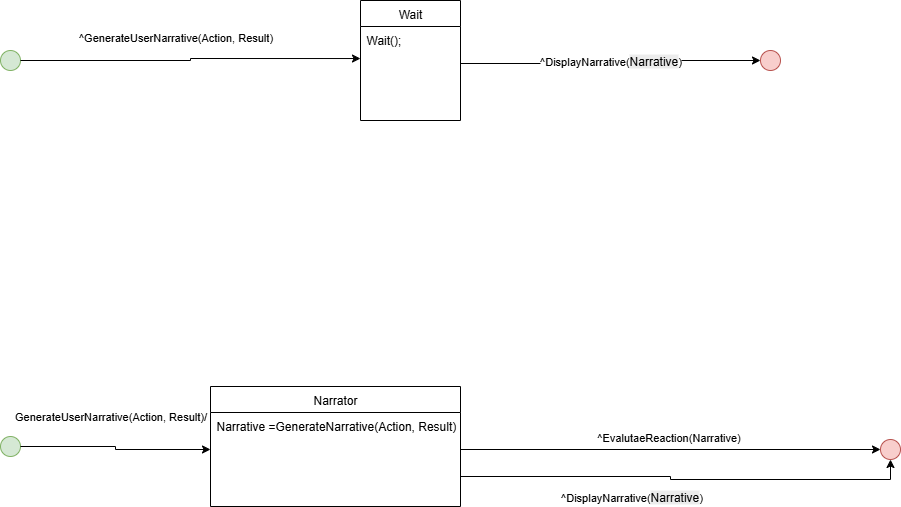 Wait
^GenerateUserNarrative(Action, Result)
Wait();
^DisplayNarrative(Narrative)
Narrator
GenerateUserNarrative(Action, Result)/
Narrative =GenerateNarrative(Action, Result)
^EvalutaeReaction(Narrative)
^DisplayNarrative(Narrative)